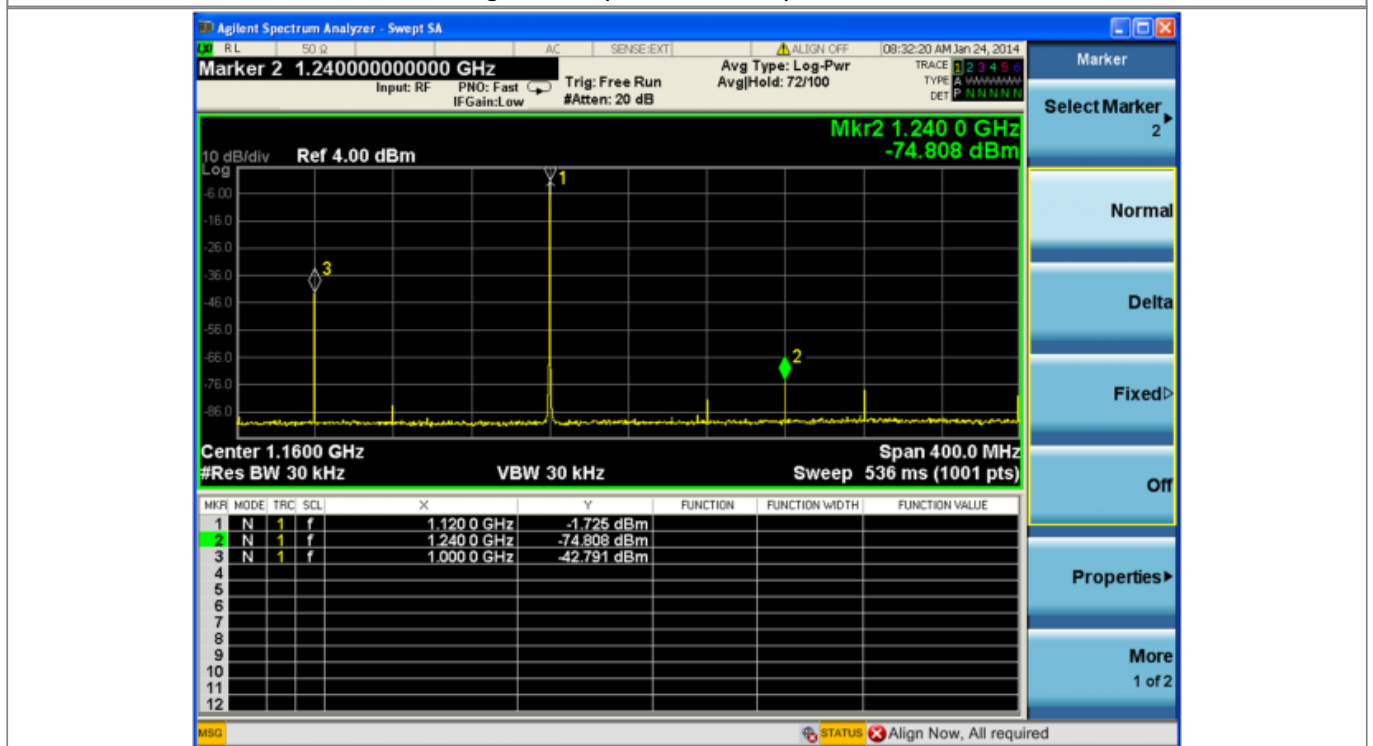 Agilent Spectrum Analyzer - Swept SA
LXI RL 50 Ω AC SENSE:EXT ALIGN OFF 08:32:20 AM Jan 24, 2014
Marker 2 1.240000000000 GHz
Input: RF PNO: Fast IFGain:Low
Trig: Free Run
#Atten: 20 dB
Avg Type: Log-Pwr
Avg|Hold: 72/100
TRACE 1 2 3 4 5 6
TYPE A WWWWW
DET P N N N N N
Mkr2 1.240 0 GHz
-74.808 dBm
10 dB/div Ref 4.00 dBm
Log
-6.00
-16.0
-26.0
-36.0
-46.0
-56.0
-66.0
-76.0
-86.0
1
3
2
Center 1.1600 GHz Span 400.0 MHz
#Res BW 30 kHz VBW 30 kHz Sweep 536 ms (1001 pts)
MKR MODE TRC SCL X Y FUNCTION FUNCTION WIDTH FUNCTION VALUE
1 N 1 f 1.120 0 GHz -1.725 dBm
2 N 1 f 1.240 0 GHz -74.808 dBm
3 N 1 f 1.000 0 GHz -42.791 dBm
4
5
6
7
8
9
10
11
12
MSG STATUS Align Now, All required
Marker
Select Marker
2
Normal
Delta
Fixed
Off
Properties
More
1 of 2